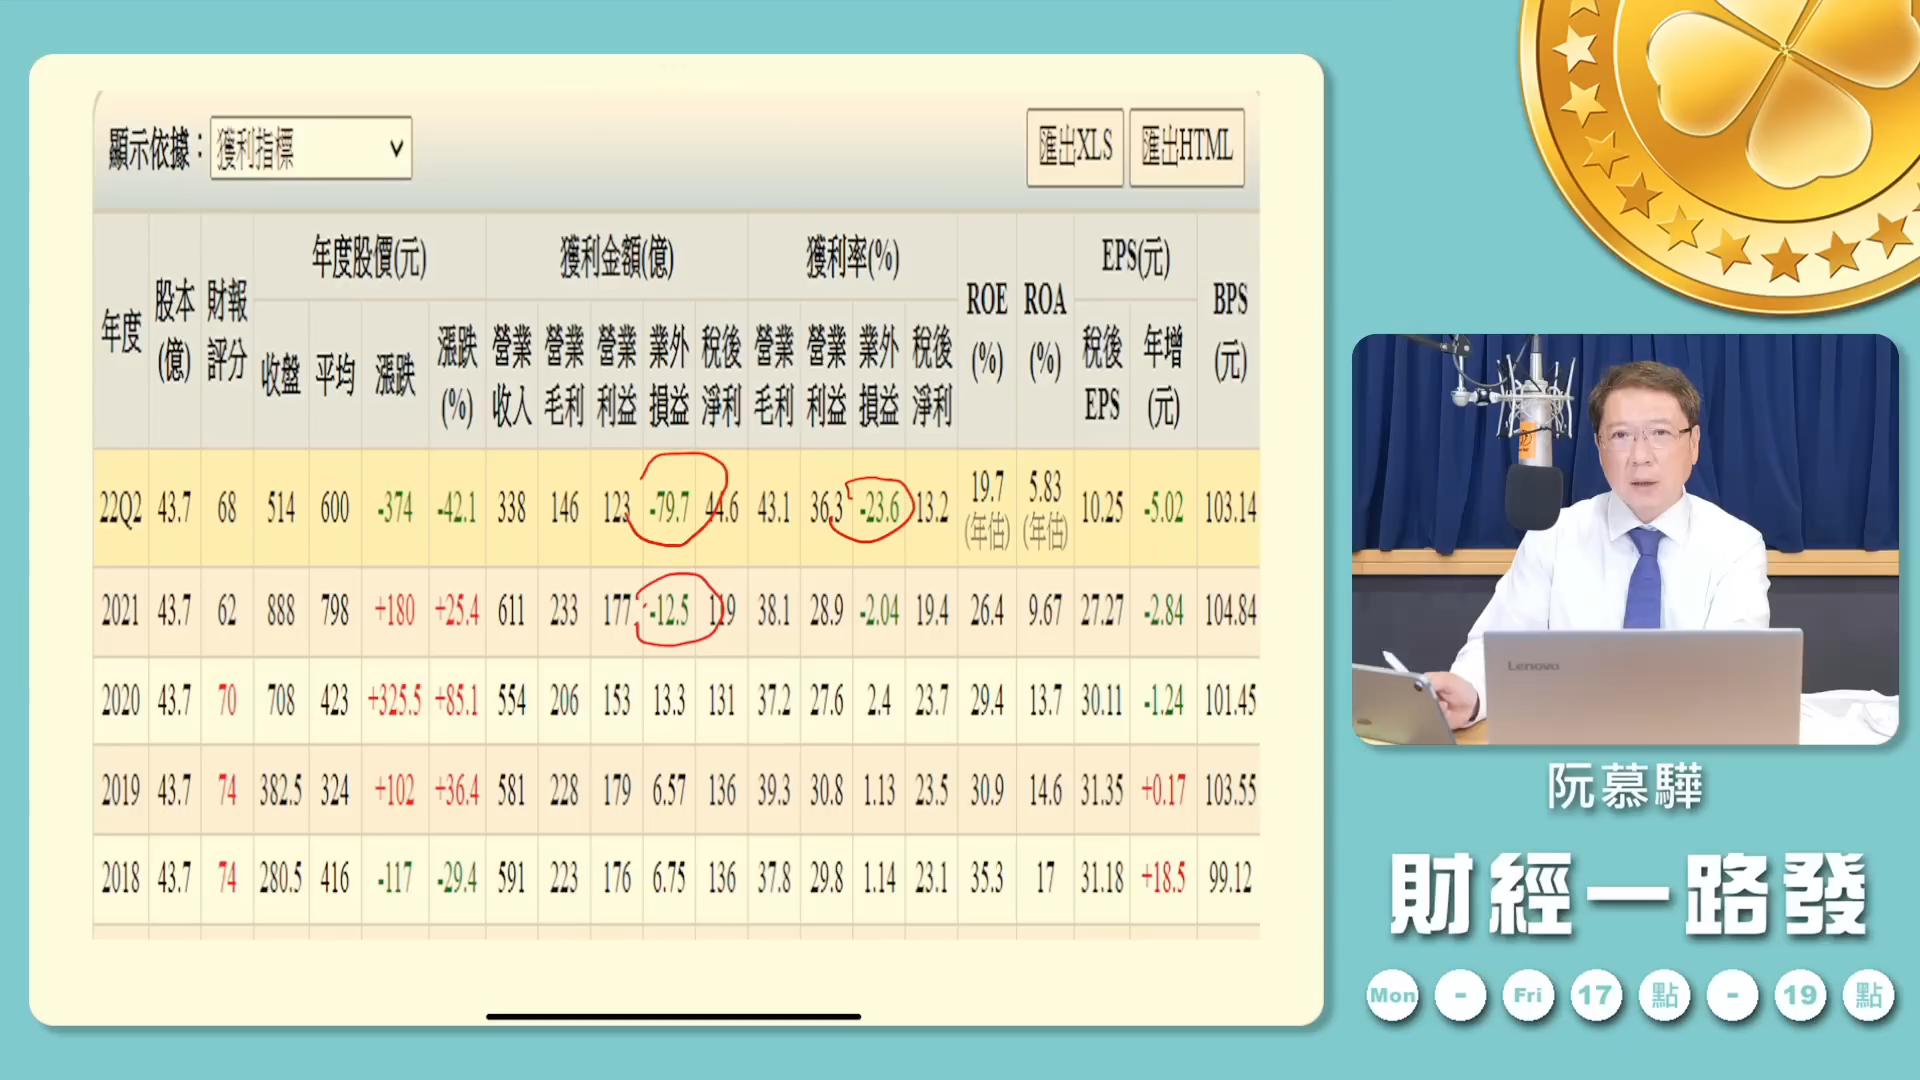 顯示依據：獲利指標
匯出XLS 匯出HTML
年度 股本(億) 財報評分 年度股價(元) 獲利金額(億) 獲利率(%) ROE(%) ROA(%) EPS(元) BPS(元)
收盤 平均 漲跌 漲跌(%) 營業收入 營業毛利 營業利益 業外損益 稅後淨利 營業毛利 營業利益 業外損益 稅後淨利 稅後EPS 年增(元)
22Q2 43.7 68 514 600 -374 -42.1 338 146 123 -79.7 44.6 43.1 36.3 -23.6 13.2 19.7(年估) 5.83(年估) 10.25 -5.02 103.14
2021 43.7 62 888 798 +180 +25.4 611 233 177 -12.5 119 38.1 28.9 -2.04 19.4 26.4 9.67 27.27 -2.84 104.84
2020 43.7 70 708 423 +325.5 +85.1 554 206 153 13.3 131 37.2 27.6 2.4 23.7 29.4 13.7 30.11 -1.24 101.45
2019 43.7 74 382.5 324 +102 +36.4 581 228 179 6.57 136 39.3 30.8 1.13 23.5 30.9 14.6 31.35 +0.17 103.55
2018 43.7 74 280.5 416 -117 -29.4 591 223 176 6.75 136 37.8 29.8 1.14 23.1 35.3 17 31.18 +18.5 99.12
Lenovo
阮慕驊
財經一路發
Mon - Fri 17 點 - 19 點